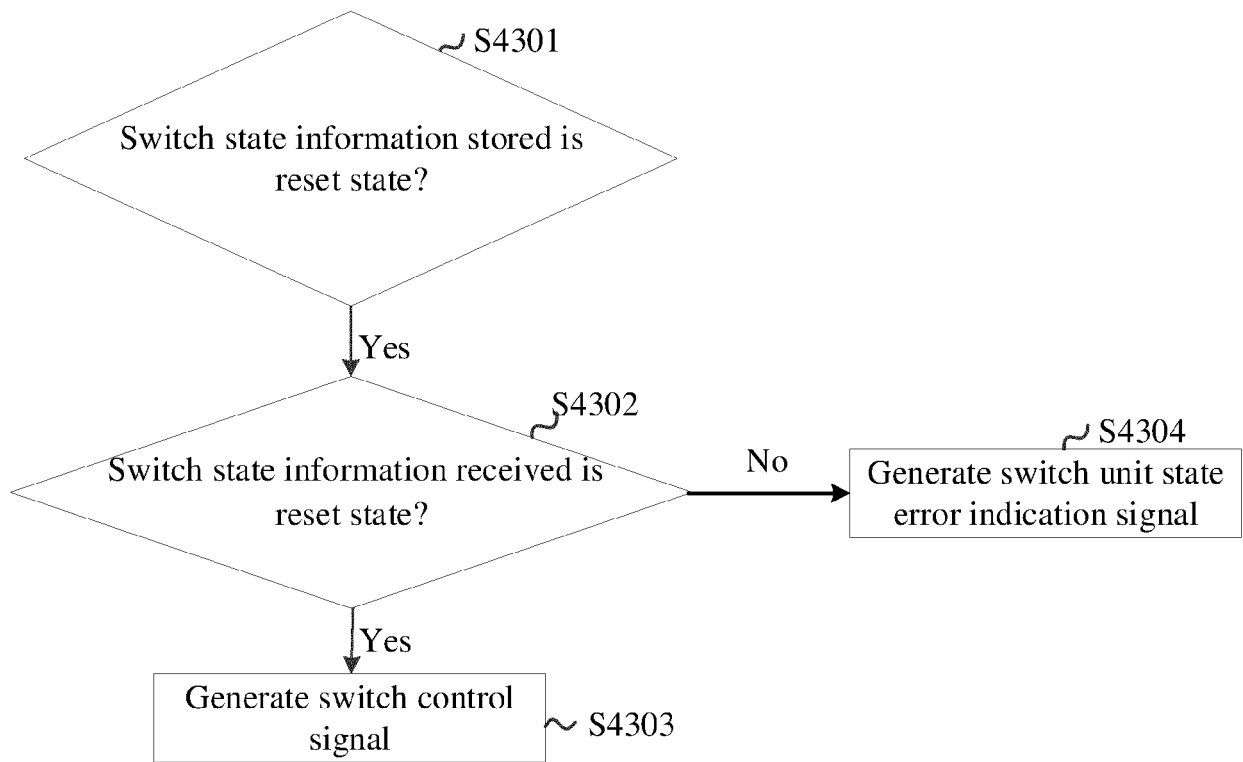 S4301
Switch state information stored is
reset state?
Yes
S4302
Switch state information received is
reset state?
No
S4304
Generate switch unit state
error indication signal
Yes
Generate switch control
signal
S4303